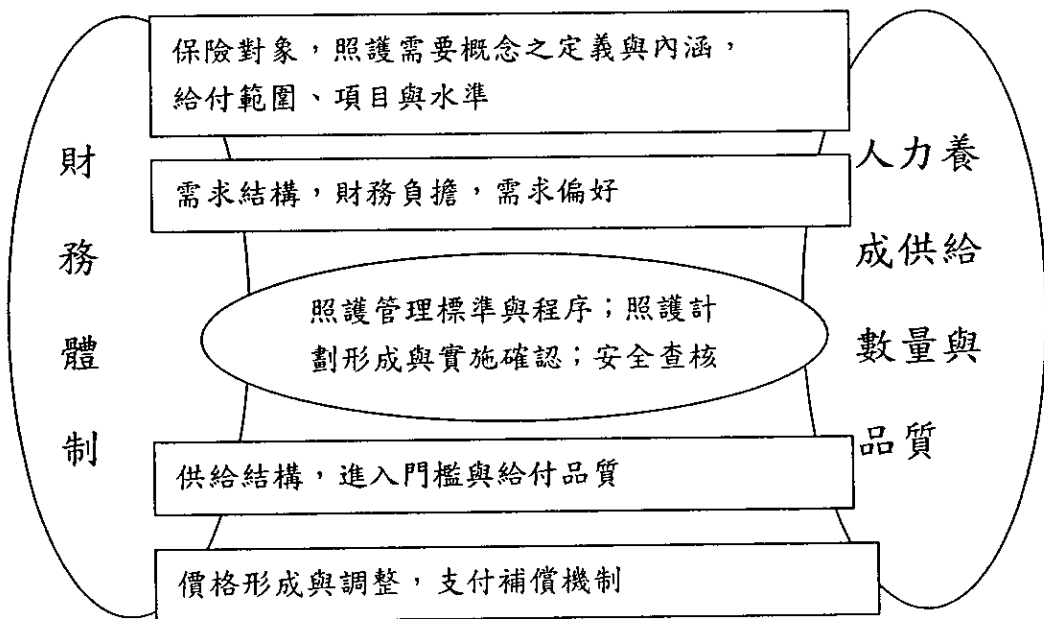 保險對象，照護需要概念之定義與內涵，
給付範圍、項目與水準
財務體制
需求結構，財務負擔，需求偏好
人力養
成供給
數量與
品質
照護管理標準與程序；照護計
劃形成與實施確認；安全查核
供給結構，進入門檻與給付品質
價格形成與調整，支付補償機制